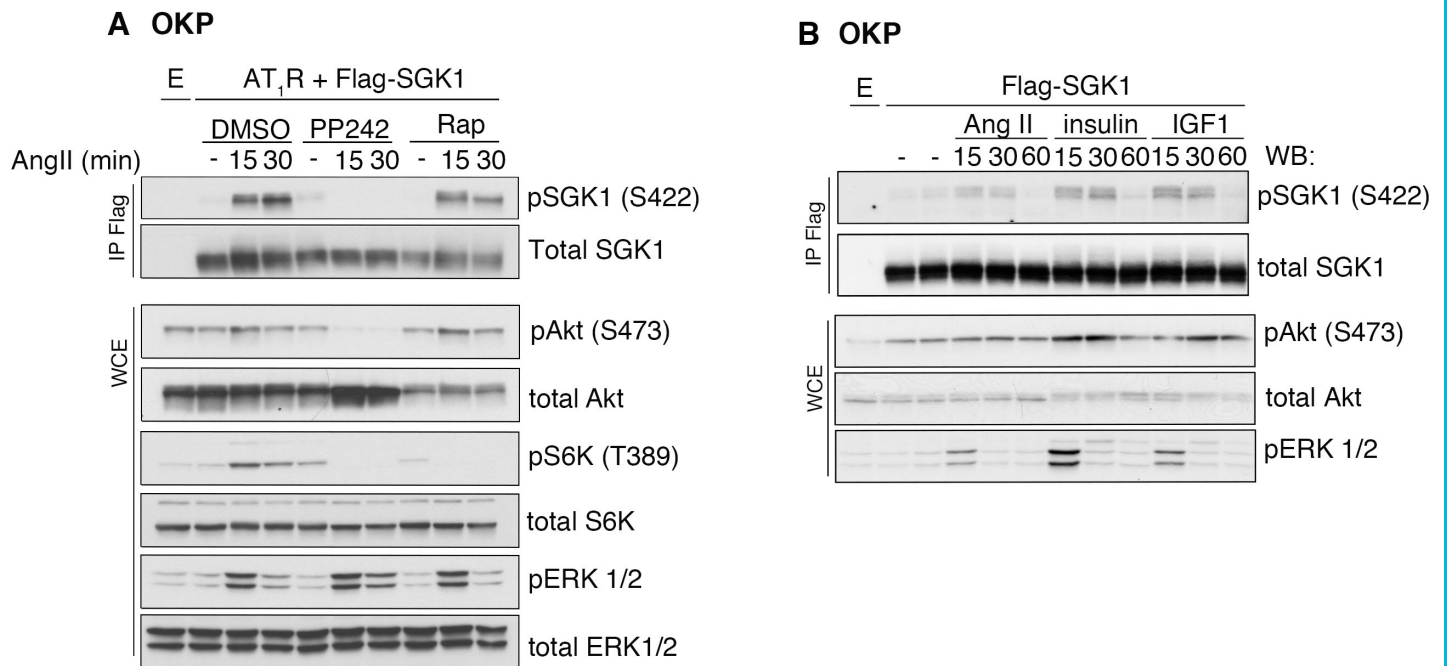 A OKP
E AT1R + Flag-SGK1
DMSO PP242 Rap
AngII (min) - 15 30 - 15 30 - 15 30
IP Flag
pSGK1 (S422)
Total SGK1
WCE
pAkt (S473)
total Akt
pS6K (T389)
total S6K
pERK 1/2
total ERK1/2
B OKP
E Flag-SGK1
Ang II insulin IGF1
- - 15 30 60 15 30 60 15 30 60 WB:
IP Flag
pSGK1 (S422)
total SGK1
WCE
pAkt (S473)
total Akt
pERK 1/2